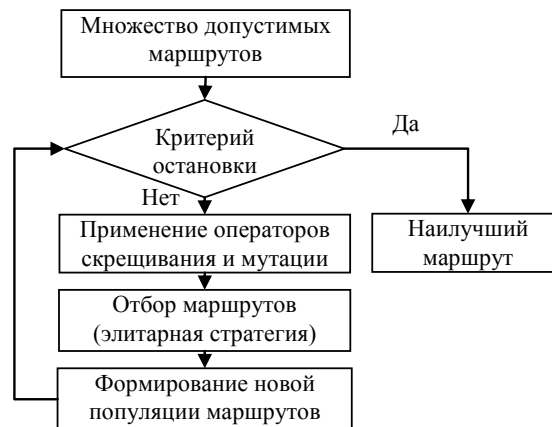 Множество допустимых
маршрутов
Критерий
остановки
Да
Нет
Применение операторов
скрещивания и мутации
Наилучший
маршрут
Отбор маршрутов
(элитарная стратегия)
Формирование новой
популяции маршрутов